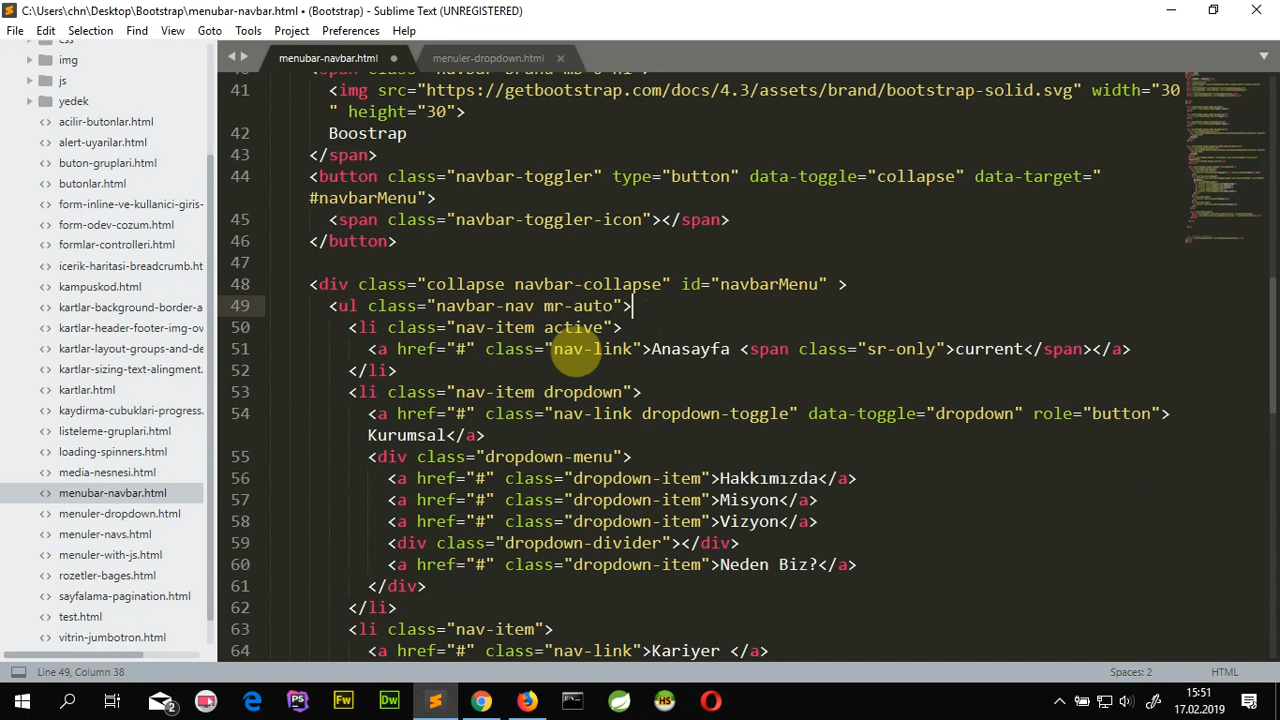 C:\Users\chn\Desktop\Bootstrap\menubar-navbar.html • (Bootstrap) - Sublime Text (UNREGISTERED)
File Edit Selection Find View Goto Tools Project Preferences Help
menubar-navbar.html
menuler-dropdown.html
img
js
yedek
acilir-butonlar.html
alert-uyarilar.html
buton-gruplari.html
butonlar.html
form-inline-ve-kullanici-giris-
form-odev-cozum.html
formlar-controlleri.html
icerik-haritasi-breadcrumb.ht
kampuskod.html
kartlar-background-border-a
kartlar-header-footer-img-ov
kartlar-layout-groups-and-de
kartlar-sizing-text-alingment.
kartlar.html
kaydirma-cubuklari-progress.
listeleme-gruplari.html
loading-spinners.html
media-nesnesi.html
menubar-navbar.html
menuler-dropdown.html
menuler-navs.html
menuler-with-js.html
rozetler-bages.html
sayfalama-pagination.html
test.html
vitrin-jumbotron.html
41 <img src="https://getbootstrap.com/docs/4.3/assets/brand/bootstrap-solid.svg" width="30
" height="30">
42 Boostrap
43 </span>
44 <button class="navbar-toggler" type="button" data-toggle="collapse" data-target="
#navbarMenu">
45 <span class="navbar-toggler-icon"></span>
46 </button>
47
48 <div class="collapse navbar-collapse" id="navbarMenu" >
49 <ul class="navbar-nav mr-auto">
50 <li class="nav-item active">
51 <a href="#" class="nav-link">Anasayfa <span class="sr-only">current</span></a>
52 </li>
53 <li class="nav-item dropdown">
54 <a href="#" class="nav-link dropdown-toggle" data-toggle="dropdown" role="button">
Kurumsal</a>
55 <div class="dropdown-menu">
56 <a href="#" class="dropdown-item">Hakkımızda</a>
57 <a href="#" class="dropdown-item">Misyon</a>
58 <a href="#" class="dropdown-item">Vizyon</a>
59 <div class="dropdown-divider"></div>
60 <a href="#" class="dropdown-item">Neden Biz?</a>
61 </div>
62 </li>
63 <li class="nav-item">
64 <a href="#" class="nav-link">Kariyer </a>
Line 49, Column 38
Spaces: 2
HTML
2
15:51
17.02.2019